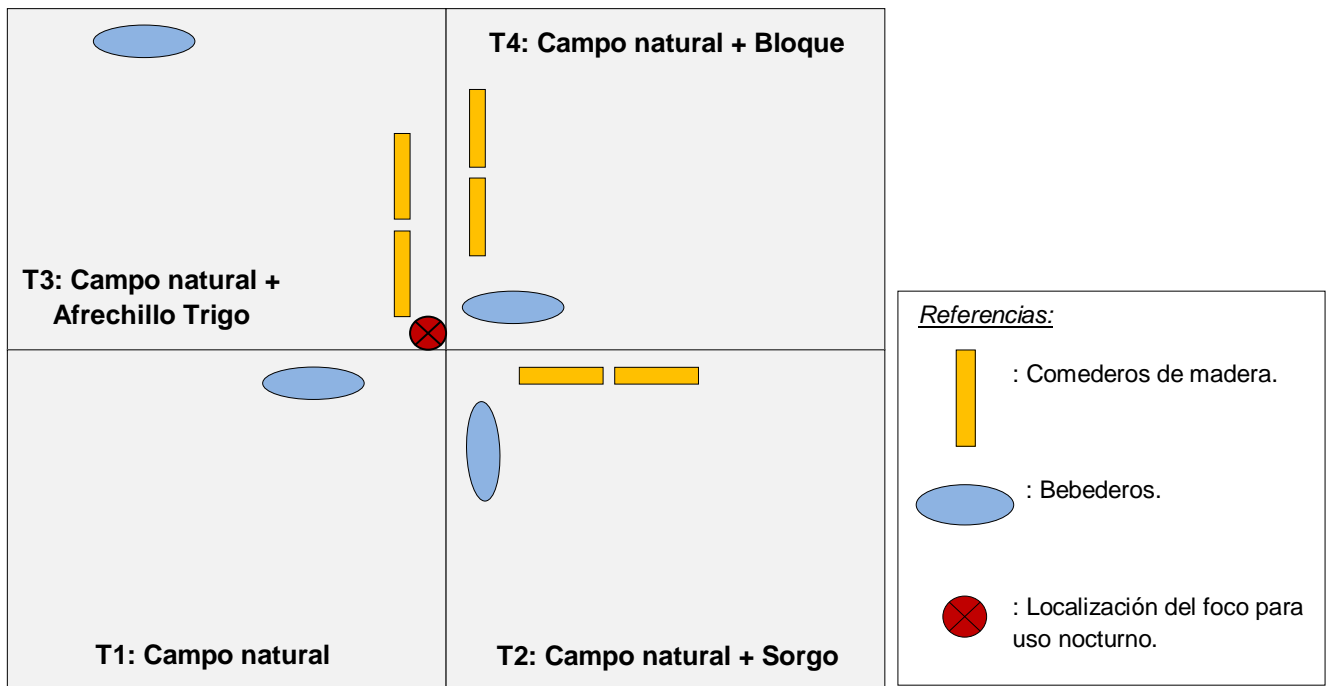 T4: Campo natural + Bloque
T3: Campo natural +
Afrechillo Trigo
T1: Campo natural
T2: Campo natural + Sorgo
Referencias:
: Comederos de madera.
: Bebederos.
: Localización del foco para
uso nocturno.